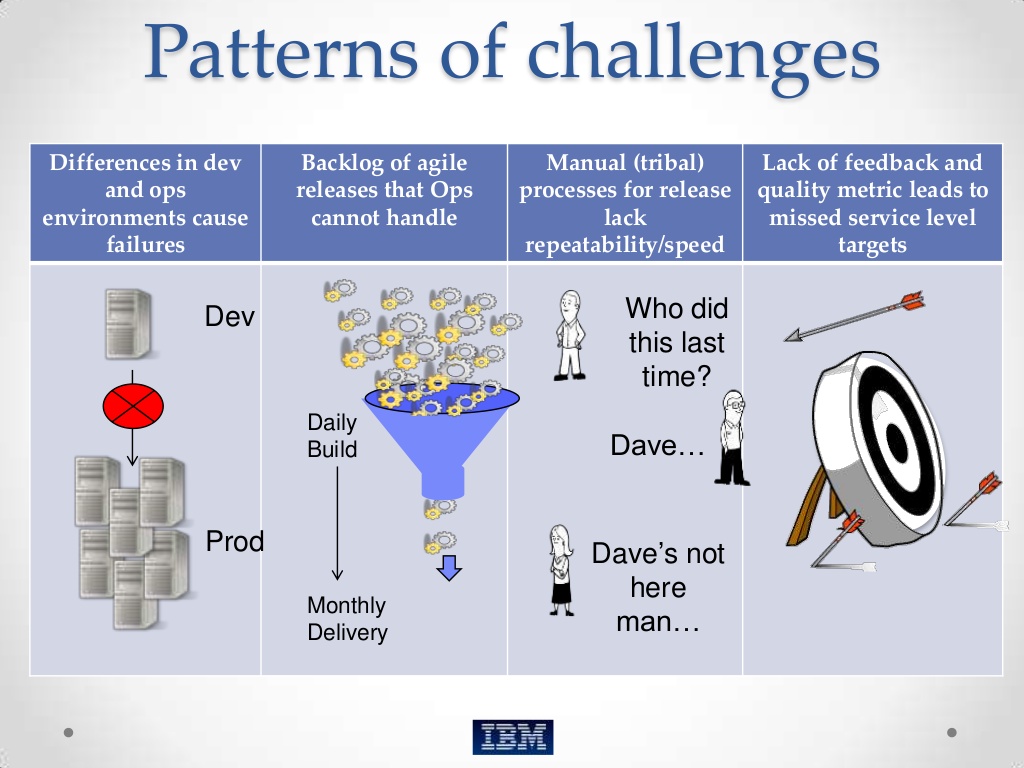 Patterns of challenges
Differences in dev
and ops
environments cause
failures
Backlog of agile
releases that Ops
cannot handle
Manual (tribal)
processes for release
lack
repeatability/speed
Lack of feedback and
quality metric leads to
missed service level
targets
Dev
Prod
Daily
Build
Monthly
Delivery
Who did
this last
time?
Dave…
Dave’s not
here
man…
IBM